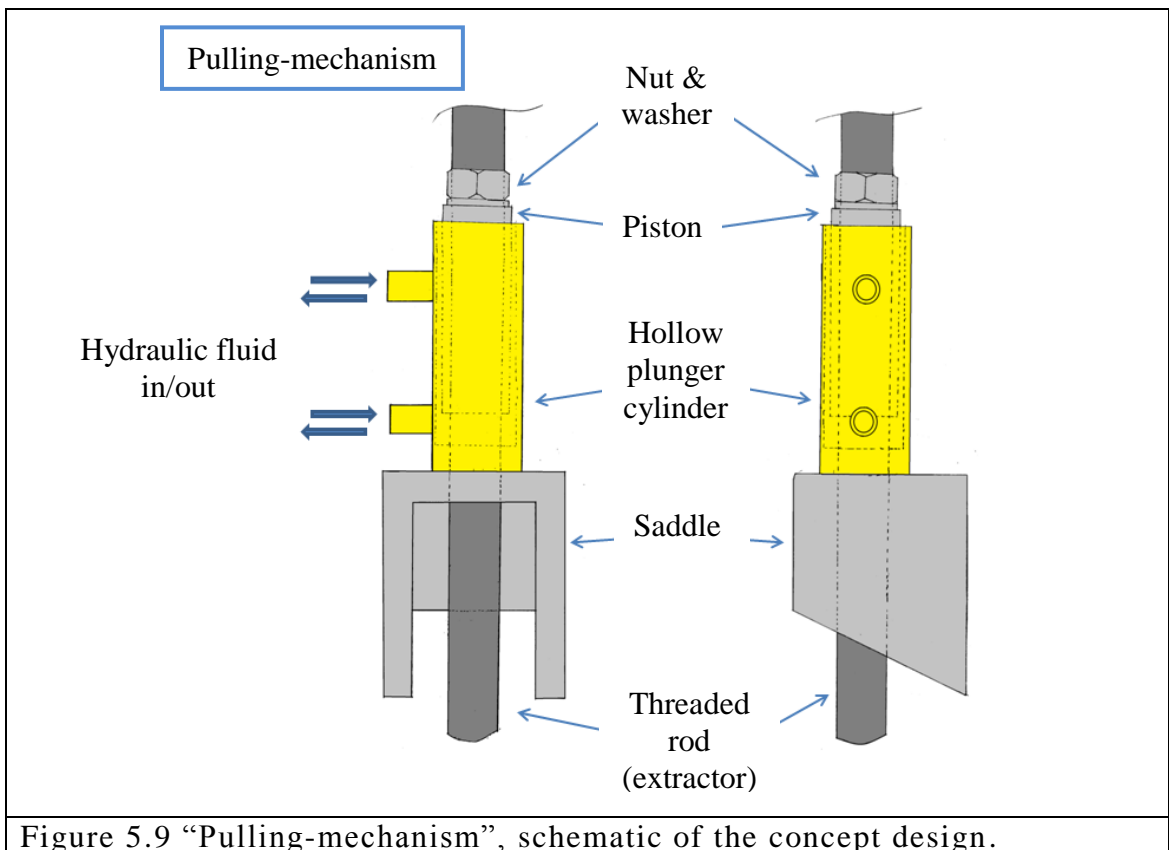 Pulling-mechanism
Nut &
washer
Piston
Hydraulic fluid
in/out
Hollow
plunger
cylinder
Saddle
Threaded
rod
(extractor)
Figure 5.9 “Pulling-mechanism”, schematic of the concept design.